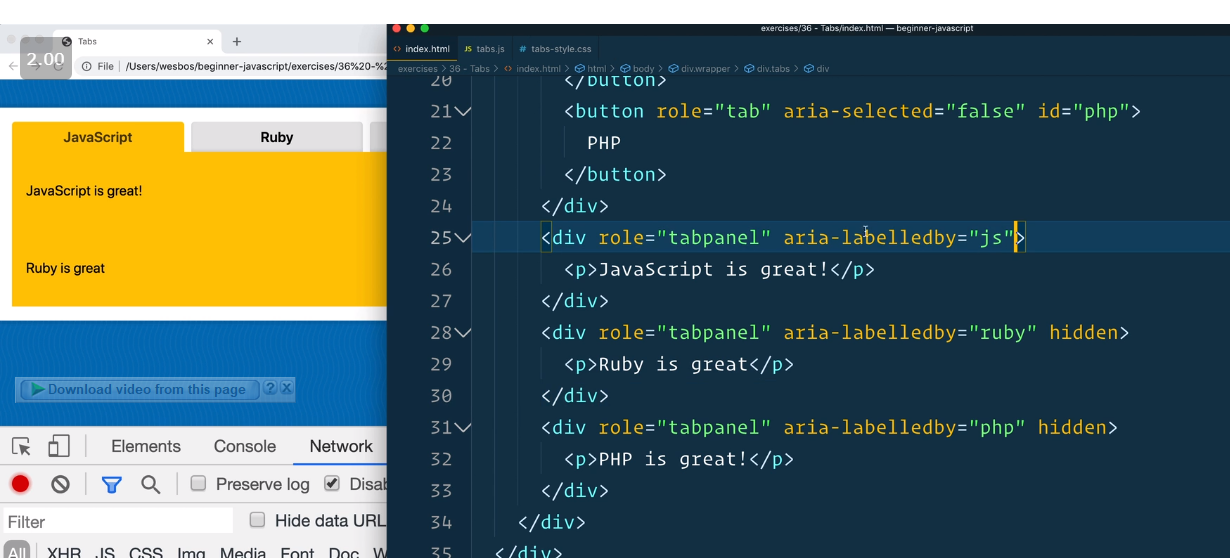 exercises/36 - Tabs/index.html — beginner-javascript
Tabs
2.00
File
/Users/wesbos/beginner-javascript/exercises/36%20-%2
JavaScript
Ruby
JavaScript is great!
Ruby is great
Download video from this page
?
X
Elements
Console
Network
Preserve log
Disab
Filter
Hide data URL
All
XHR
JS
CSS
Img
Media
Font
Doc
W
index.html
JS tabs.js
# tabs-style.css
exercises > 36 - Tabs > index.html > html > body > div.wrapper > div.tabs > div
20 </button>
21 <button role="tab" aria-selected="false" id="php">
22 PHP
23 </button>
24 </div>
25 <div role="tabpanel" aria-labelledby="js">
26 <p>JavaScript is great!</p>
27 </div>
28 <div role="tabpanel" aria-labelledby="ruby" hidden>
29 <p>Ruby is great</p>
30 </div>
31 <div role="tabpanel" aria-labelledby="php" hidden>
32 <p>PHP is great!</p>
33 </div>
34 </div>
35 </div>